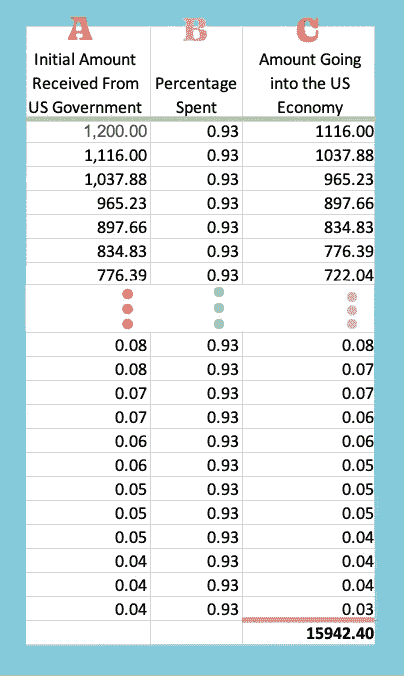 A B C
Initial Amount Received From US Government Percentage Spent Amount Going into the US Economy
1,200.00 0.93 1116.00
1,116.00 0.93 1037.88
1,037.88 0.93 965.23
965.23 0.93 897.66
897.66 0.93 834.83
834.83 0.93 776.39
776.39 0.93 722.04
0.08 0.93 0.08
0.08 0.93 0.07
0.07 0.93 0.07
0.07 0.93 0.06
0.06 0.93 0.06
0.06 0.93 0.05
0.05 0.93 0.05
0.05 0.93 0.05
0.05 0.93 0.04
0.04 0.93 0.04
0.04 0.93 0.04
0.04 0.93 0.03
15942.40